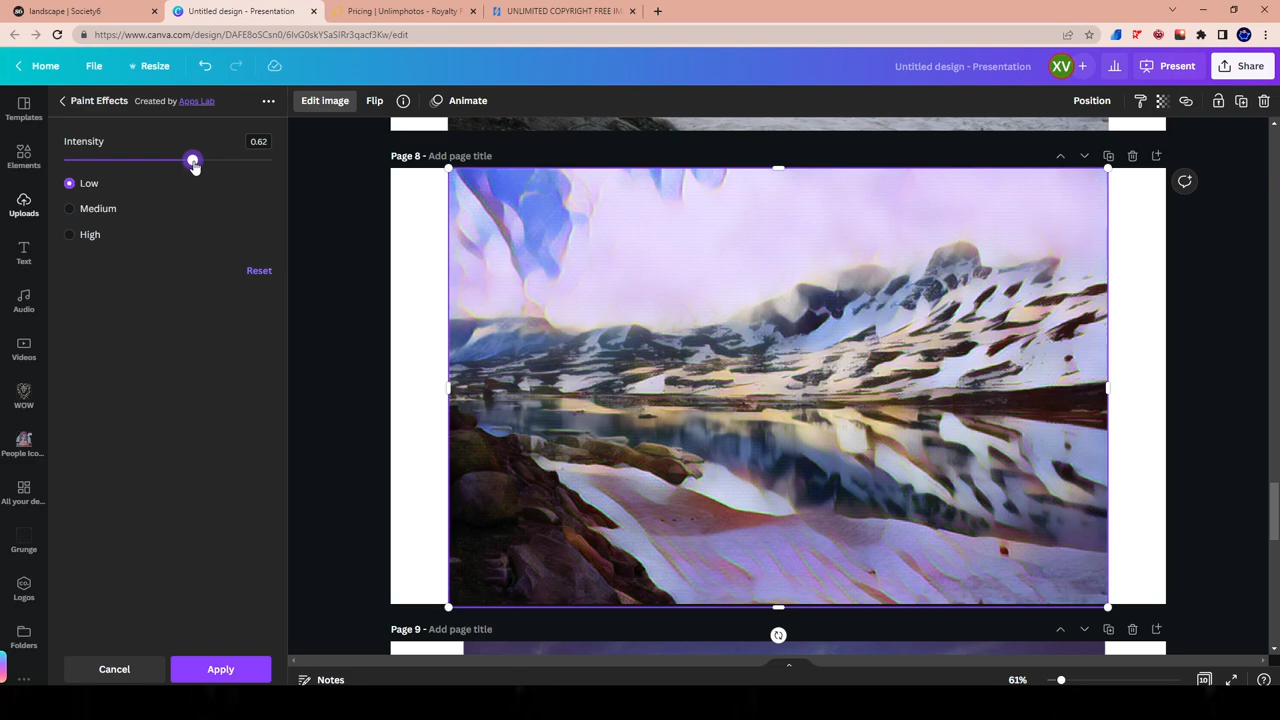 landscape | Society6
Untitled design - Presentation
Pricing | Unlimphotos - Royalty F
UNLIMITED COPYRIGHT FREE IM
https://www.canva.com/design/DAFE8oSCsn0/6lvG0skYSaSIRr3qacf3Kw/edit
Home
File
Resize
Untitled design - Presentation
XV
Present
Share
Templates
Elements
Uploads
Text
Audio
Videos
WOW
People Ico...
All your de...
Grunge
Logos
Folders
Paint Effects Created by Apps Lab
Intensity 0.62
Low
Medium
High
Reset
Cancel
Apply
Edit image
Flip
Animate
Position
Page 8 - Add page title
Page 9 - Add page title
Notes
61%
10